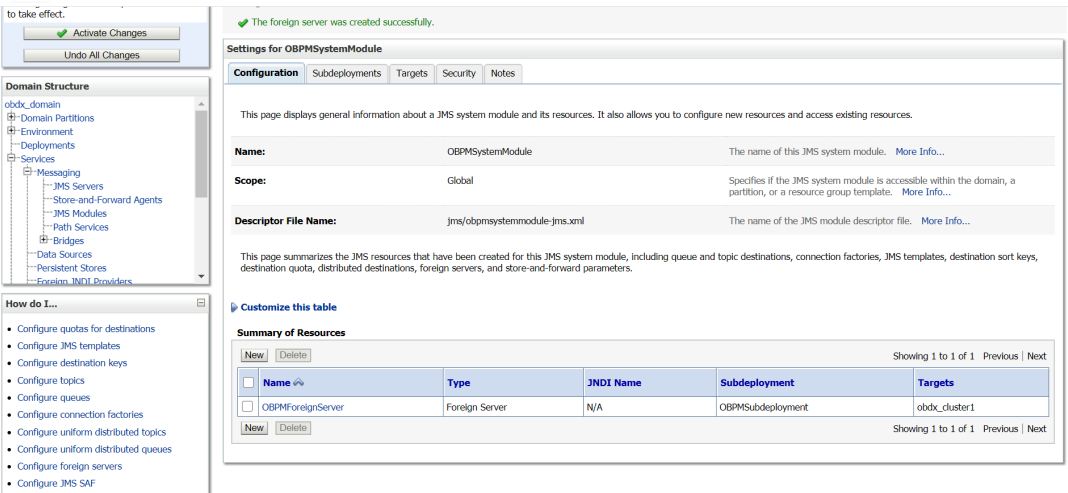 to take effect.
Activate Changes
Undo All Changes
Domain Structure
obdx_domain
Domain Partitions
Environment
Deployments
Services
Messaging
JMS Servers
Store-and-Forward Agents
JMS Modules
Path Services
Bridges
Data Sources
Persistent Stores
Foreign JNDI Providers
How do I...
Configure quotas for destinations
Configure JMS templates
Configure destination keys
Configure topics
Configure queues
Configure connection factories
Configure uniform distributed topics
Configure uniform distributed queues
Configure foreign servers
Configure JMS SAF
The foreign server was created successfully.
Settings for OBPMSystemModule
Configuration Subdeployments Targets Security Notes
This page displays general information about a JMS system module and its resources. It also allows you to configure new resources and access existing resources.
Name: OBPMSystemModule The name of this JMS system module. More Info...
Scope: Global Specifies if the JMS system module is accessible within the domain, a
partition, or a resource group template. More Info...
Descriptor File Name: jms/obpmsystemmodule-jms.xml The name of the JMS module descriptor file. More Info...
This page summarizes the JMS resources that have been created for this JMS system module, including queue and topic destinations, connection factories, JMS templates, destination sort keys,
destination quota, distributed destinations, foreign servers, and store-and-forward parameters.
Customize this table
Summary of Resources
New Delete Showing 1 to 1 of 1 Previous | Next
Name Type JNDI Name Subdeployment Targets
OBPMForeignServer Foreign Server N/A OBPMSubdeployment obdx_cluster1
New Delete Showing 1 to 1 of 1 Previous | Next